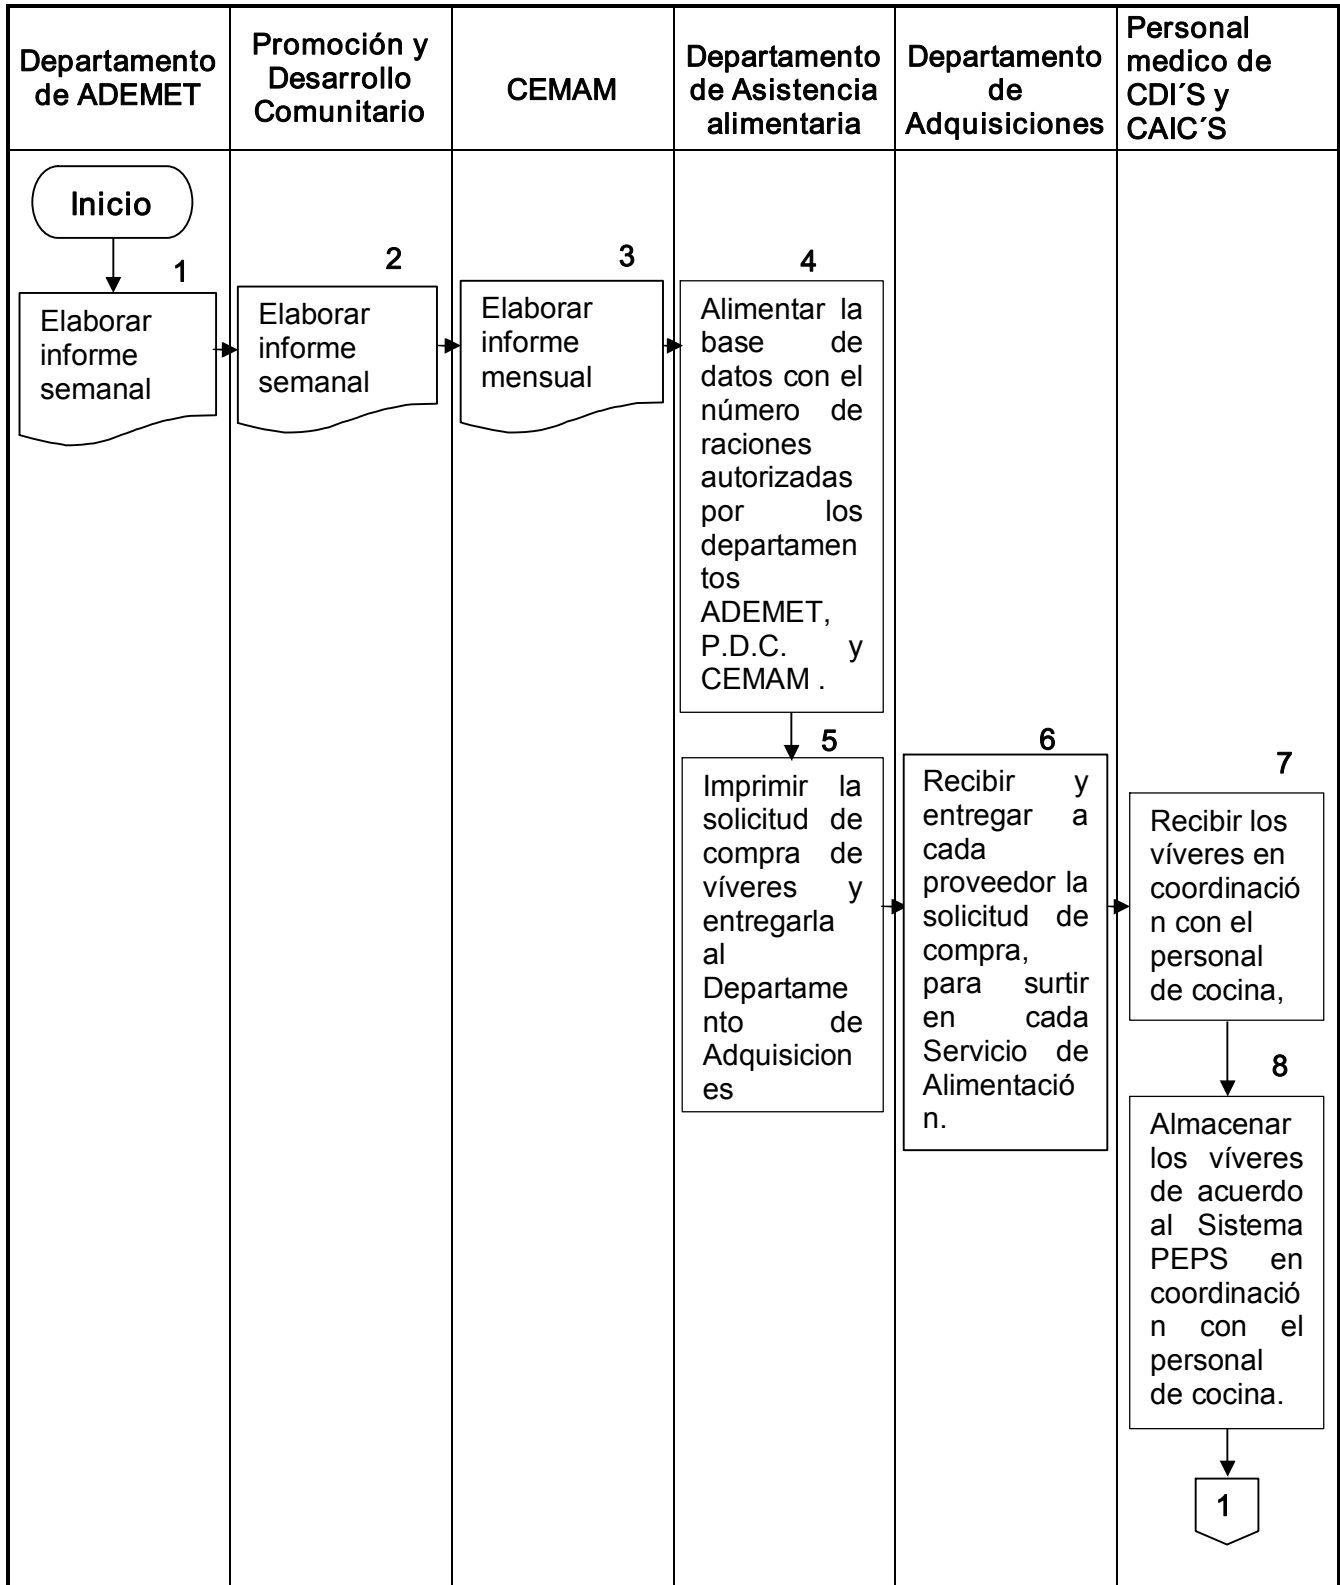 Departamento
de ADEMET
Promoción y
Desarrollo
Comunitario
CEMAM
Departamento
de Asistencia
alimentaria
Departamento
de
Adquisiciones
Personal
medico de
CDI´S y
CAIC´S
Inicio
1
Elaborar
informe
semanal
2
Elaborar
informe
semanal
3
Elaborar
informe
mensual
4
Alimentar la
base de
datos con el
número de
raciones
autorizadas
por los
departamen
tos
ADEMET,
P.D.C. y
CEMAM .
5
Imprimir la
solicitud de
compra de
víveres y
entregarla
al
Departame
nto de
Adquisicion
es
6
Recibir y
entregar a
cada
proveedor la
solicitud de
compra,
para surtir
en cada
Servicio de
Alimentació
n.
7
Recibir los
víveres en
coordinació
n con el
personal
de cocina,
8
Almacenar
los víveres
de acuerdo
al Sistema
PEPS en
coordinació
n con el
personal
de cocina.
1